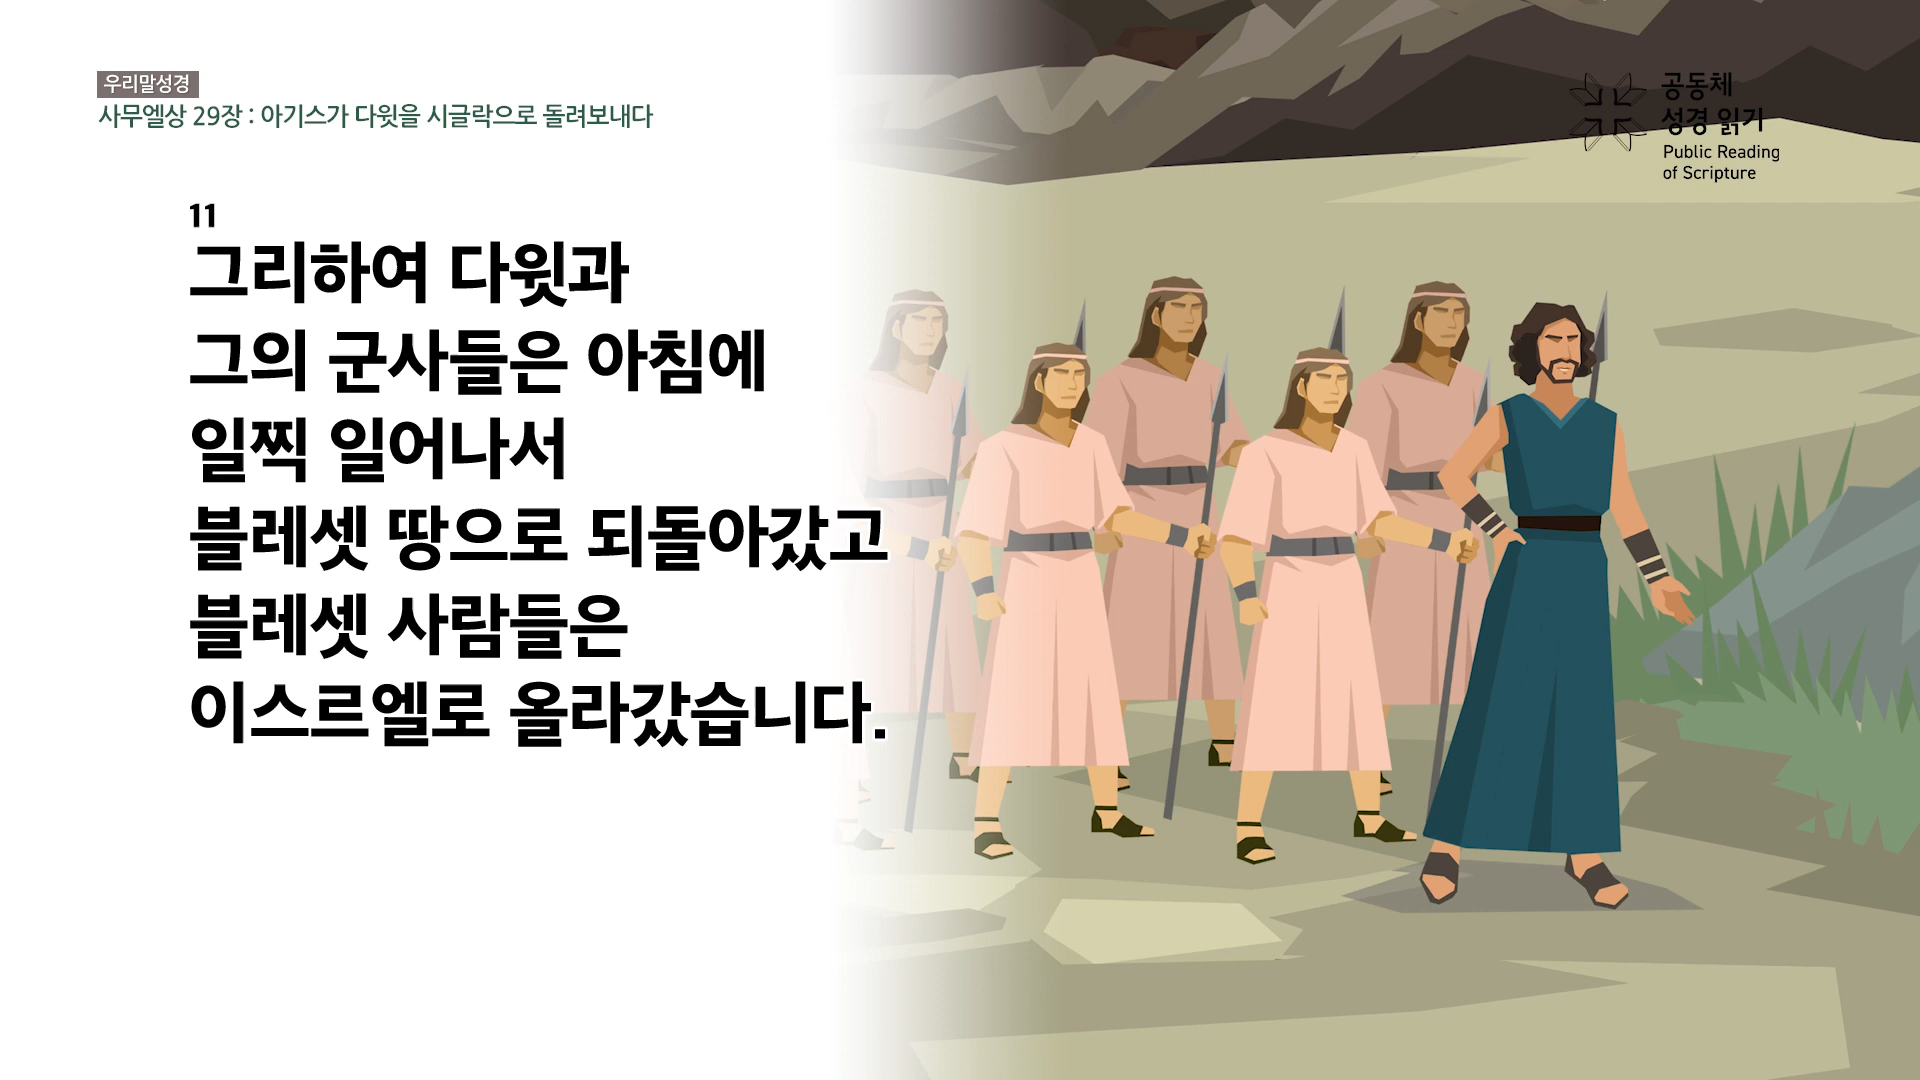 우리말성경
사무엘상 29장 : 아기스가 다윗을 시글락으로 돌려보내다
11
그리하여 다윗과
그의 군사들은 아침에
일찍 일어나서
블레셋 땅으로 되돌아갔고
블레셋 사람들은
이스르엘로 올라갔습니다.
공동체
성경 읽기
Public Reading
of Scripture